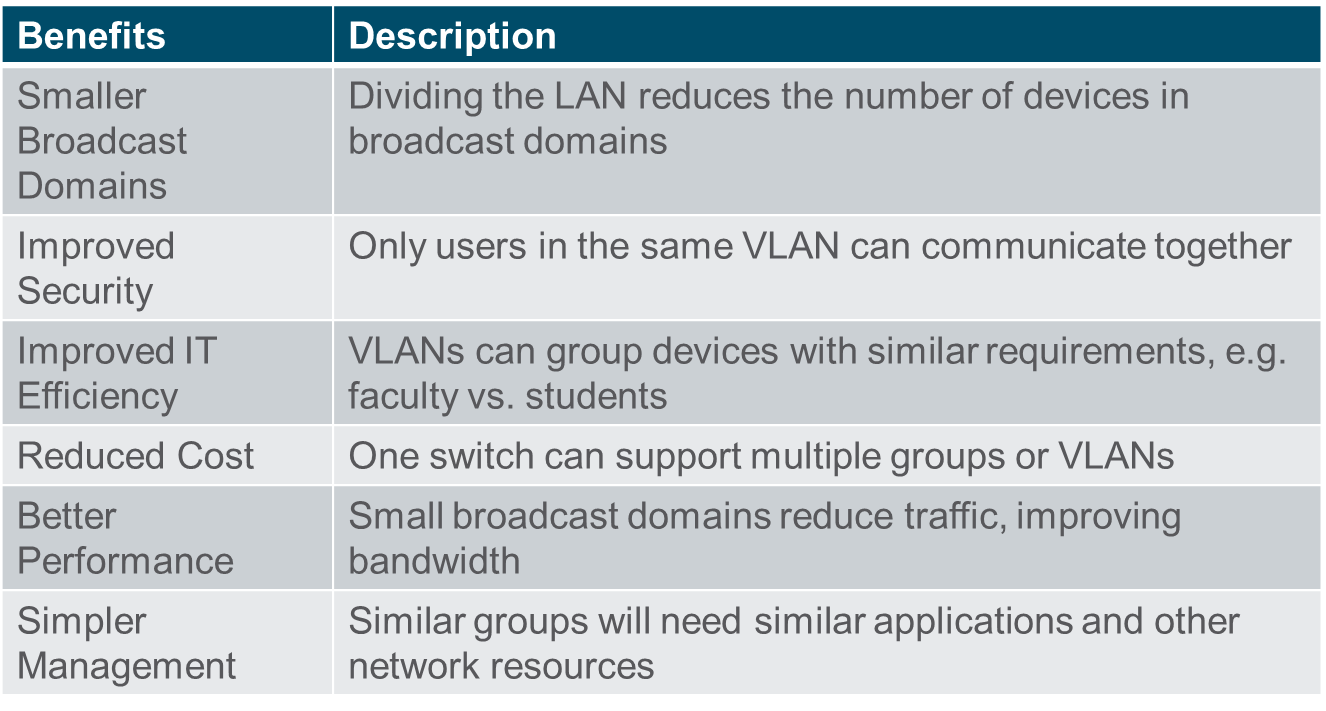 Benefits
Description
Smaller
Broadcast
Domains
Dividing the LAN reduces the number of devices in
broadcast domains
Improved
Security
Only users in the same VLAN can communicate together
Improved IT
Efficiency
VLANs can group devices with similar requirements, e.g.
faculty vs. students
Reduced Cost
One switch can support multiple groups or VLANs
Better
Performance
Small broadcast domains reduce traffic, improving
bandwidth
Simpler
Management
Similar groups will need similar applications and other
network resources